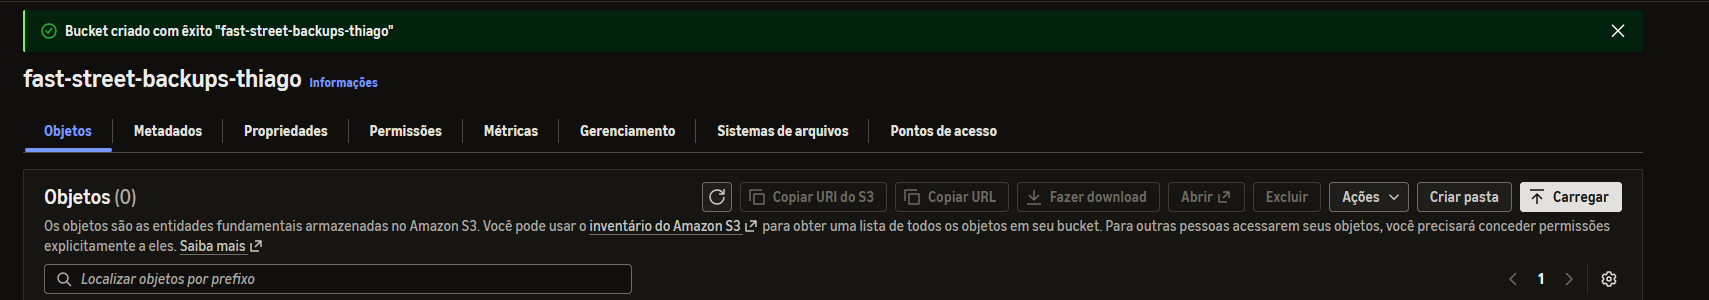 Bucket criado com êxito "fast-street-backups-thiago"
fast-street-backups-thiago Informações
Objetos Metadados Propriedades Permissões Métricas Gerenciamento Sistemas de arquivos Pontos de acesso
Objetos (0) Copiar URI do S3 Copiar URL Fazer download Abrir Excluir Ações Criar pasta Carregar
Os objetos são as entidades fundamentais armazenadas no Amazon S3. Você pode usar o inventário do Amazon S3 para obter uma lista de todos os objetos em seu bucket. Para outras pessoas acessarem seus objetos, você precisará conceder permissões
explicitamente a eles. Saiba mais
Localizar objetos por prefixo 1